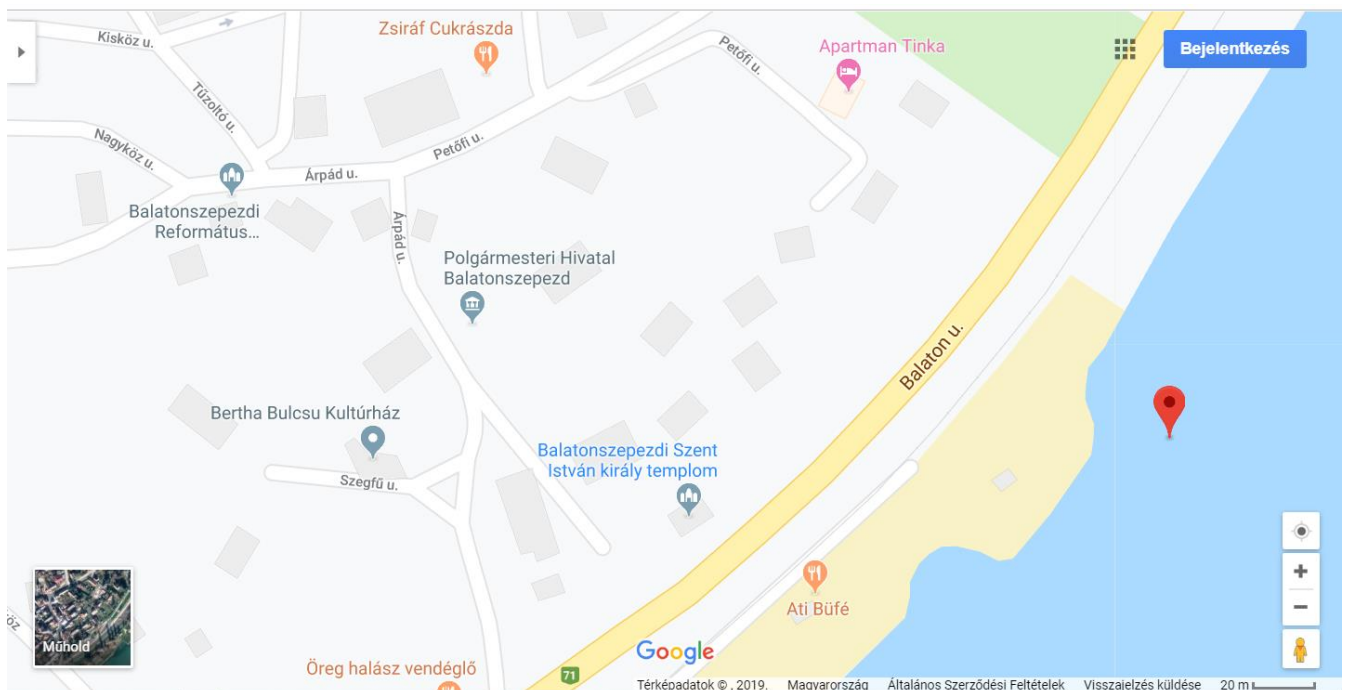 Kisköz u.
Zsiráf Cukrászda
Petőfi u.
Apartman Tinka
Bejelentkezés
Tűzoltó u.
Nagyköz u.
Petőfi u.
Árpád u.
Balatonszepezdi
Református...
Árpád u.
Polgármesteri Hivatal
Balatonszepezd
Balaton u.
Bertha Bulcsu Kultúrház
Balatonszepezdi Szent
István király templom
Szegfű u.
Ati Büfé
Műhold
Google
Öreg halász vendéglő
71
Térképadatok © , 2019. Magyarország Általános Szerződési Feltételek Visszajelzés küldése 20 m